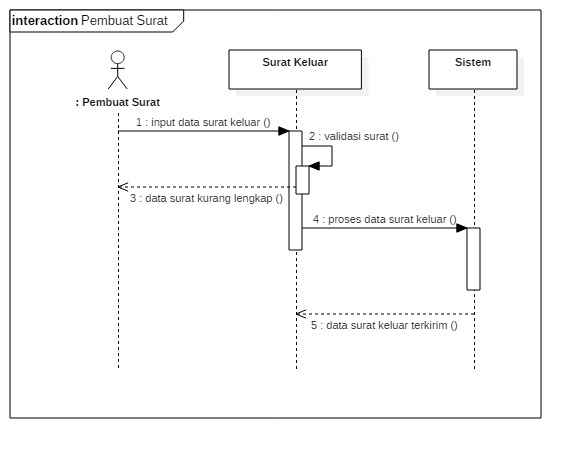 interaction Pembuat Surat
Surat Keluar
Sistem
: Pembuat Surat
1 : input data surat keluar ()
2 : validasi surat ()
3 : data surat kurang lengkap ()
4 : proses data surat keluar ()
5 : data surat keluar terkirim ()